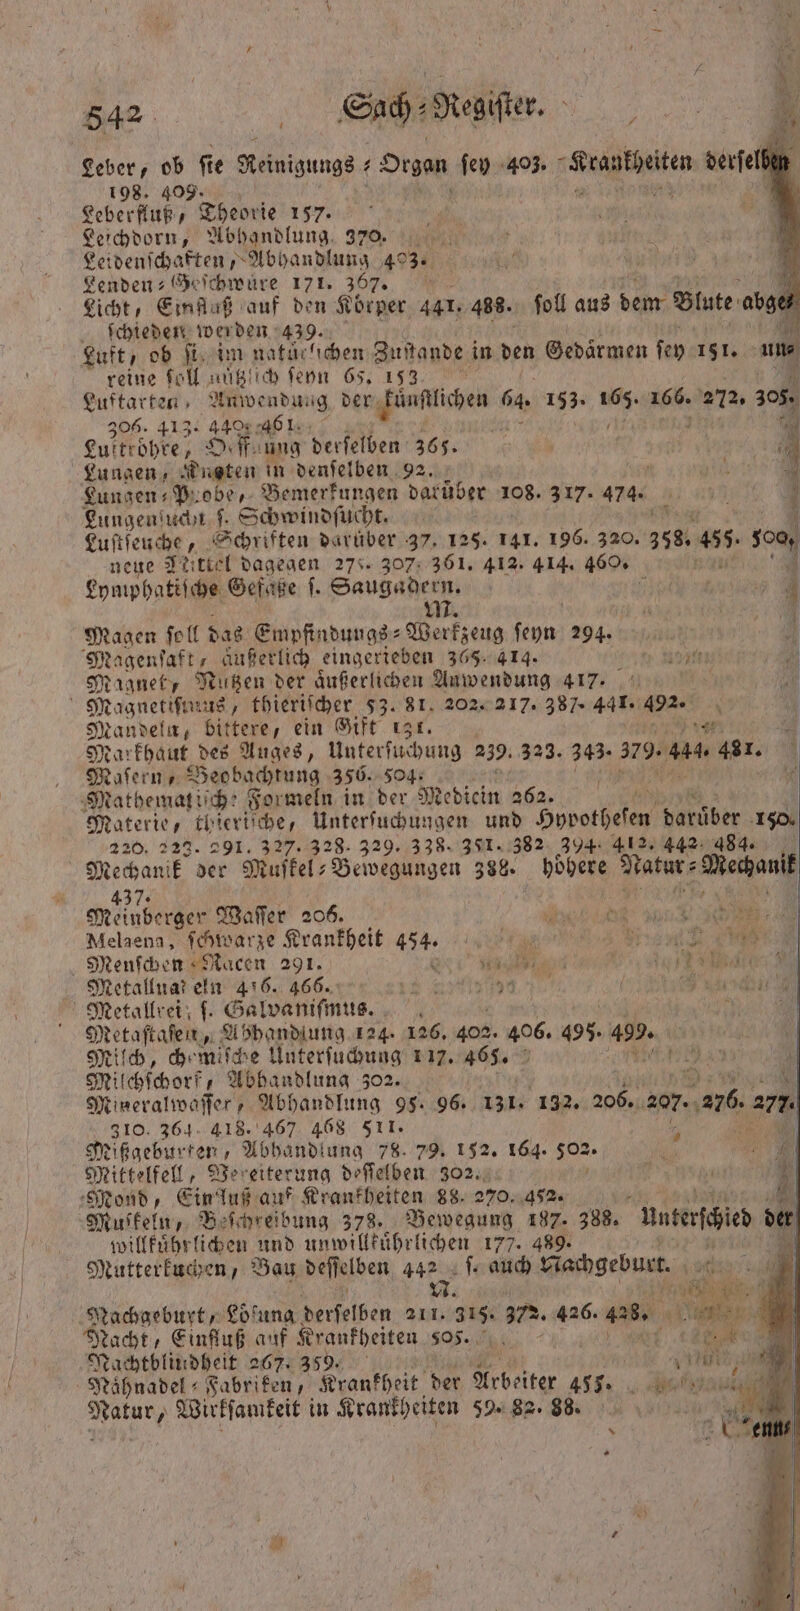 542 Sach-Register.
Leber, ob sie Reinigungs-Organ sey 403. Krankheiten derselben
198. 409.
Leberfluß, Theorie 157.
Leichdorn, Abhandlung 370.
Leidenschaften, Abhandlung 403.
Lenden-Geschwüre 171. 367.
Licht, Einfluß auf den Körper 441. 488. soll aus dem Blute abge-
schieden werden 439.
Luft, ob sie im natürlichen Zustande in den Gedärmen sey 151. un-
reine soll nützlich seyn 65. 153
Luftarten, Anwendung der künstlichen 64. 153. 165. 166. 272. 305.
306. 413. 440. 461.
Luftröhre, Oeffnung derselben 365.
Lungen, Knoten in denselben 92.
Lungen-Probe, Bemerkungen darüber 108. 317. 474.
Lungensucht s. Schwindsucht.
Lustseuche, Schriften darüber 37. 125. 141. 196. 320. 358. 455. 500,
neue Mittel dagegen 275. 307. 361. 412. 414. 460.
Lymphatische Gefäße s. Saugadern.
M.
Magen soll das Empfindungs-Werkzeug seyn 294.
Magensaft, äußerlich eingerieben 365. 414.
Magnet, Nutzen der äußerlichen Anwendung 417.
Magnetismus, thierischer 53. 81. 202. 217. 387. 441. 492.
Mandeln, bittere, ein Gift 131.
Markhaut des Auges, Untersuchung 239. 323. 343. 379. 444. 481.
Masern, Beobachtung 356. 504.
Mathematische Formeln in der Medicin 262.
Materie, thierische, Untersuchungen und Hypothesen darüber 150.
220. 223. 291. 327. 328. 329. 338. 351. 382 394. 412. 442. 484.
Mechanik der Muskel-Bewegungen 388. höhere Natur-Mechanik
437.
Meinberger Wasser 206.
Melaena, schwarze Krankheit 454.
Menschen-Racen 291.
Metallnadeln 416. 466.
Metallreiz s. Galvanismus.
Metastasen, Abhandlung 124. 126. 402. 406. 495. 499.
Milch, chemische Untersuchung 117. 465.
Milchschorf, Abhandlung 302.
Mineralwasser, Abhandlung 95. 96. 131. 132. 206. 207. 276. 277.
310. 364. 418. 467 468 511.
Mißgeburten, Abhandlung 78. 79. 152. 164. 502.
Mittelfell, Vereiterung desselben 302.
Mond, Einfluß auf Krankheiten 88. 270. 452.
Muskeln, Beschreibung 378. Bewegung 187. 388. Unterschied der
willkührlichen und unwillkührlichen 177. 489.
Mutterkuchen, Bau desselben 442 s. auch Nachgeburt.
N.
Nachgeburt, Lösung derselben 211. 315. 372. 426. 428.
Nacht, Einfluß auf Krankheiten 505.
Nachtblindheit 267. 359.
Nähnadel-Fabriken, Krankheit der Arbeiter 455.
Natur, Wirksamkeit in Krankheiten 59. 82. 88.